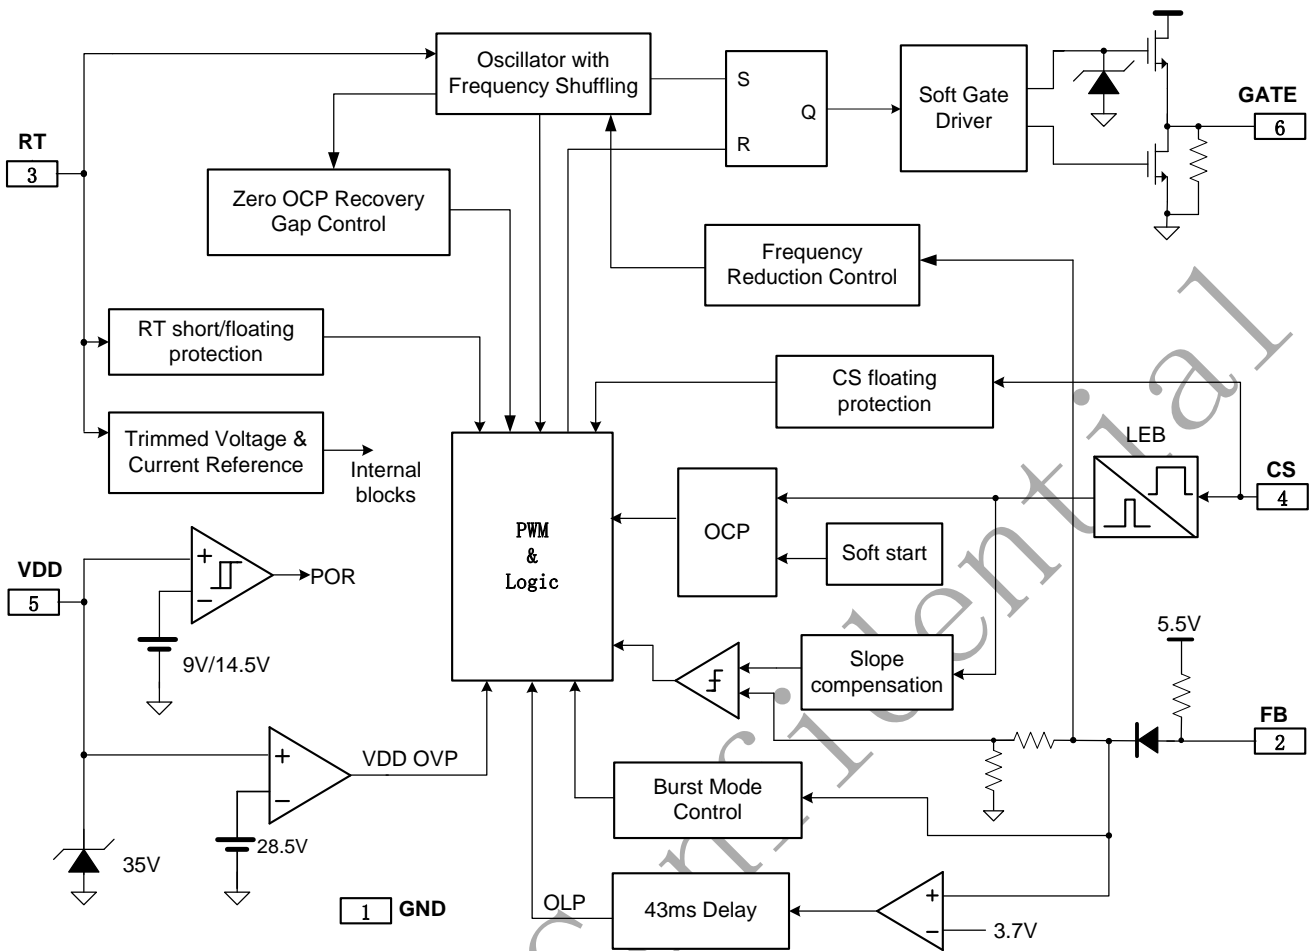 Oscillator with
Frequency Shuffling
S
R
Q
Soft Gate
Driver
GATE
6
RT
3
Zero OCP Recovery
Gap Control
Frequency
Reduction Control
RT short/floating
protection
CS floating
protection
Trimmed Voltage &
Current Reference
Internal
blocks
LEB
CS
4
PWM
&
Logic
OCP
Soft start
VDD
5
+
−
POR
9V/14.5V
Slope
compensation
5.5V
FB
2
+
−
VDD OVP
28.5V
35V
Burst Mode
Control
1
GND
OLP
43ms Delay
+
−
3.7V
nfidential